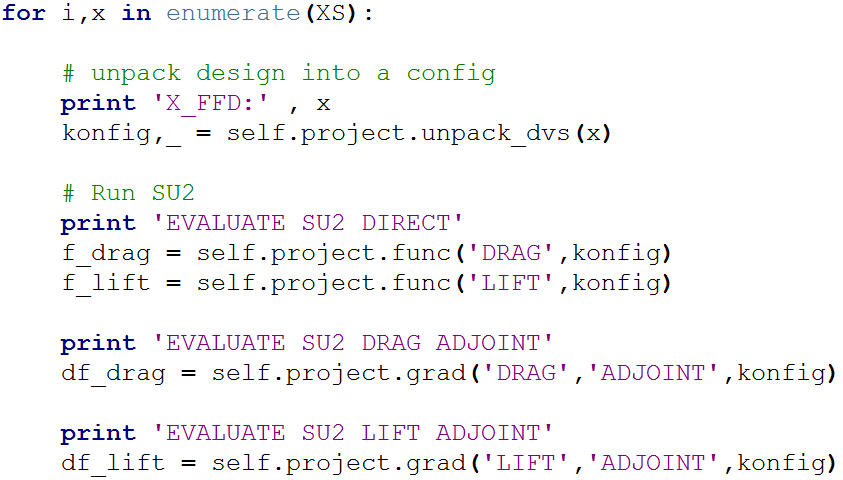 for i,x in enumerate(XS):
# unpack design into a config
print 'X_FFD:' , x
konfig,_ = self.project.unpack_dvs(x)
# Run SU2
print 'EVALUATE SU2 DIRECT'
f_drag = self.project.func('DRAG',konfig)
f_lift = self.project.func('LIFT',konfig)
print 'EVALUATE SU2 DRAG ADJOINT'
df_drag = self.project.grad('DRAG','ADJOINT',konfig)
print 'EVALUATE SU2 LIFT ADJOINT'
df_lift = self.project.grad('LIFT','ADJOINT',konfig)